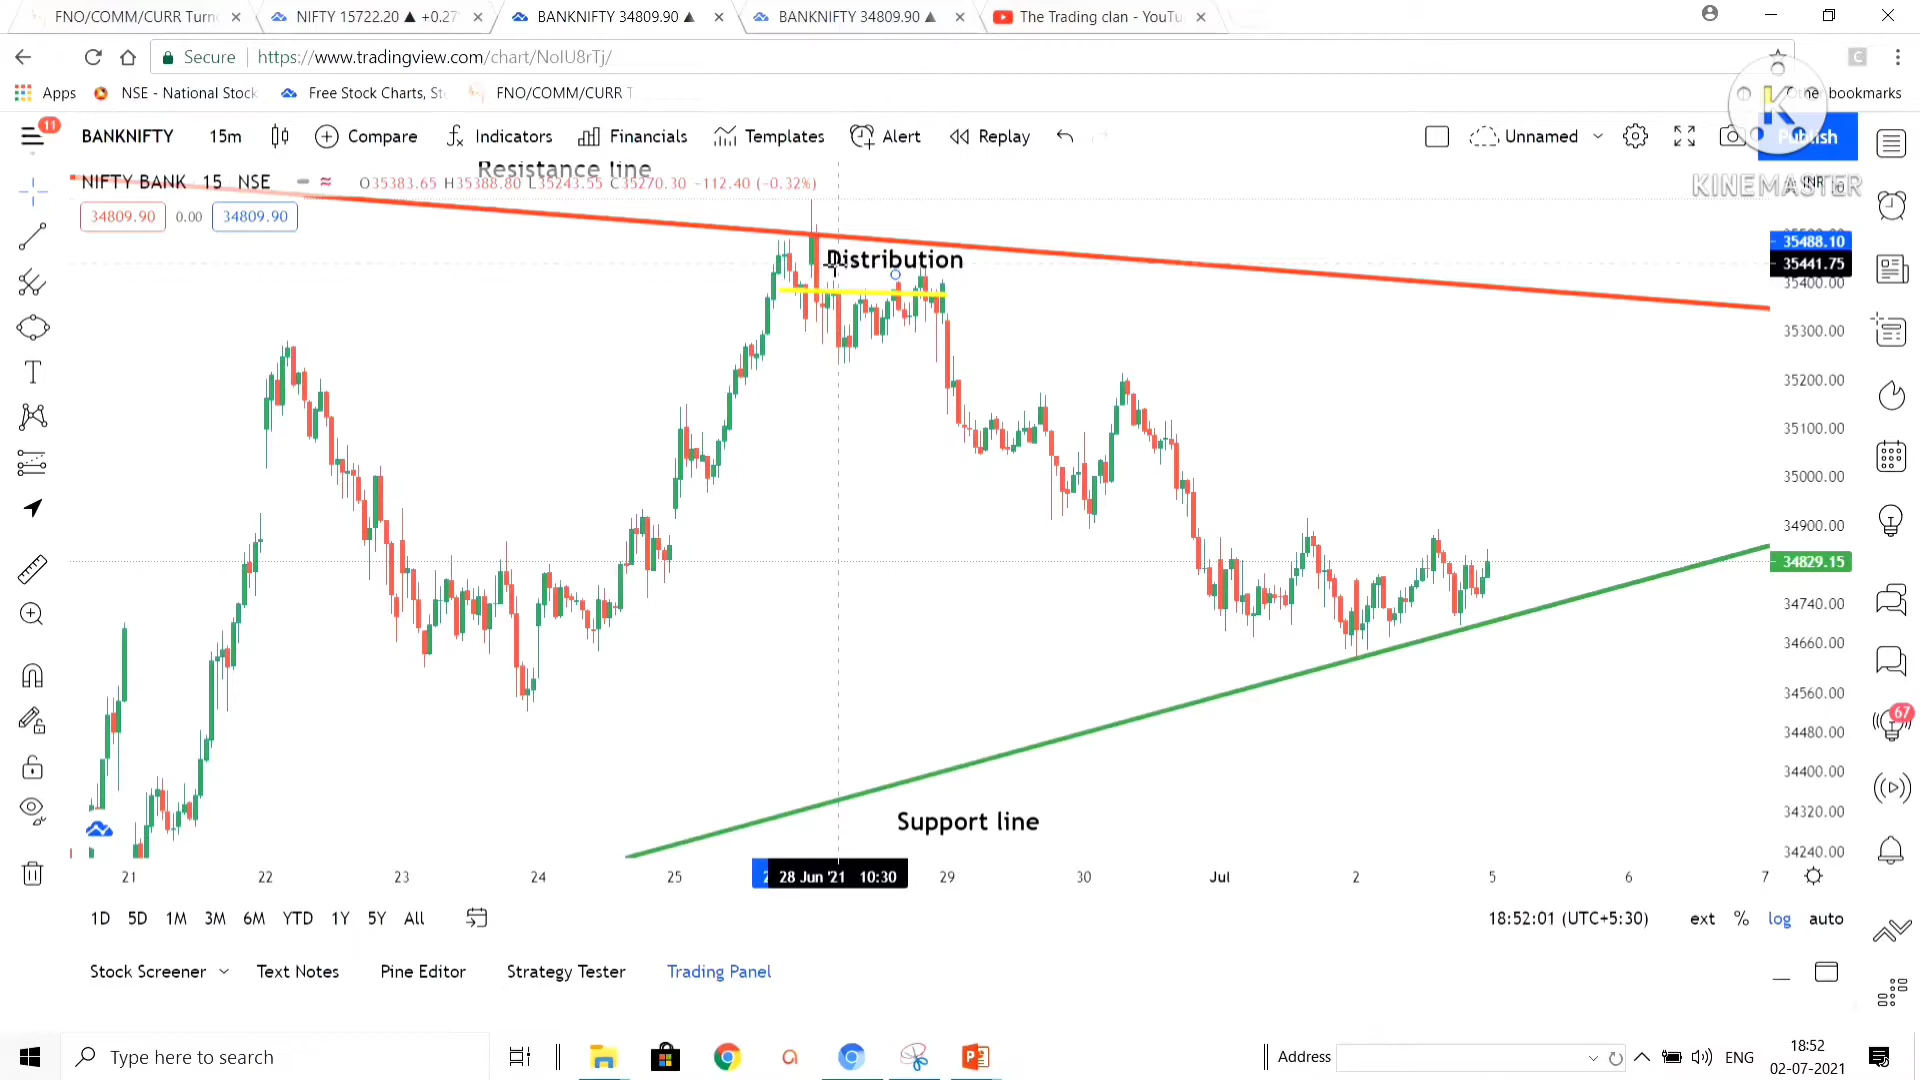 FNO/COMM/CURR Turno
NIFTY 15722.20 ▲ +0.27
BANKNIFTY 34809.90 ▲
BANKNIFTY 34809.90 ▲
The Trading clan - YouTu
Secure
https://www.tradingview.com/chart/NoIU8rTj/
Apps
NSE - National Stock
Free Stock Charts, St
FNO/COMM/CURR T
Other bookmarks
K
11
BANKNIFTY
15m
Compare
Indicators
Financials
Templates
Alert
Replay
Unnamed
Publish
KINEMASTER
Resistance line
NIFTY BANK 15 NSE
O35383.65 H35388.80 L35243.55 C35270.30 −112.40 (−0.32%)
INR
34809.90 0.00 34809.90
Distribution
35488.10
35441.75
35400.00
35300.00
35200.00
35100.00
35000.00
34900.00
34829.15
34740.00
34660.00
34560.00
34480.00
34400.00
34320.00
34240.00
67
Support line
21 22 23 24 25 28 Jun '21 10:30 29 30 Jul 2 5 6 7
1D 5D 1M 3M 6M YTD 1Y 5Y All
18:52:01 (UTC+5:30)
ext % log auto
Stock Screener
Text Notes
Pine Editor
Strategy Tester
Trading Panel
Type here to search
Address
ENG
18:52
02-07-2021